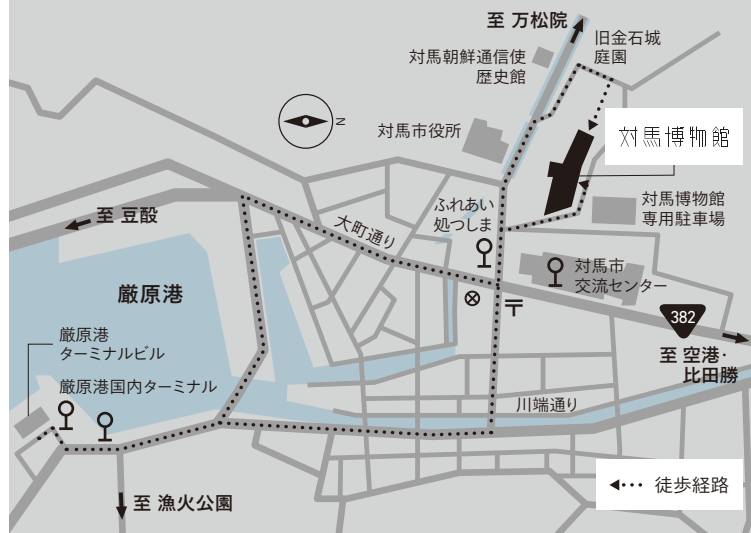 至 万松院
旧金石城
庭園
対馬朝鮮通信使
歴史館
N
対馬市役所
対馬博物館
対馬博物館
専用駐車場
ふれあい
処つしま
至 豆酘
大町通り
対馬市
交流センター
厳原港
〒
382
至 空港・
比田勝
厳原港
ターミナルビル
厳原港国内ターミナル
川端通り
徒歩経路
至 漁火公園